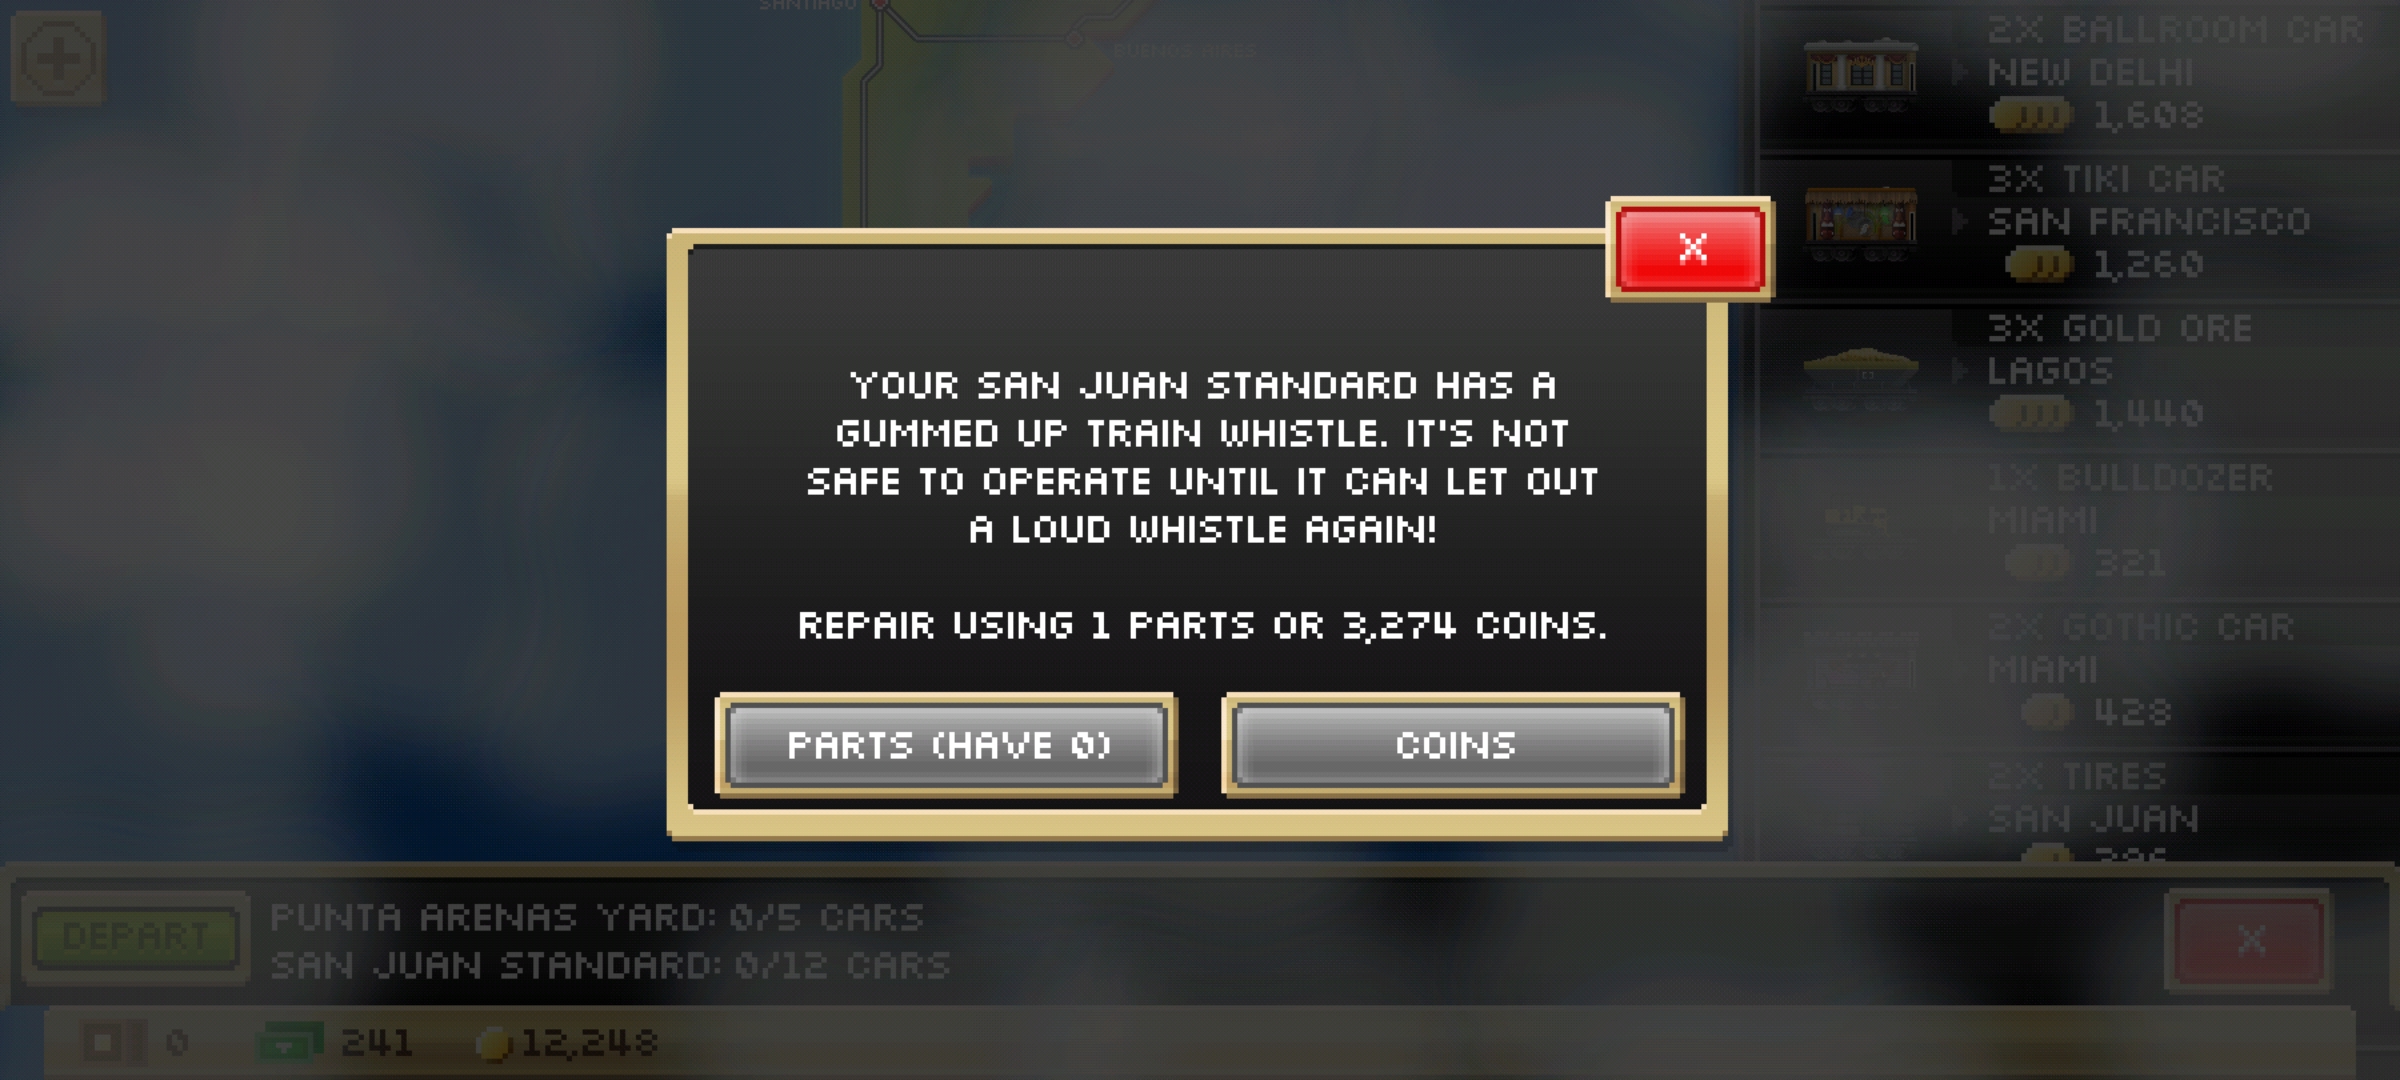 SANTIAGO
BUENOS AIRES
2X BALLROOM CAR
NEW DELHI
1,608
3X TIKI CAR
SAN FRANCISCO
1,260
3X GOLD ORE
LAGOS
1,440
1X BULLDOZER
MIAMI
321
2X GOTHIC CAR
MIAMI
428
2X TIRES
SAN JUAN
X
YOUR SAN JUAN STANDARD HAS A
GUMMED UP TRAIN WHISTLE. IT'S NOT
SAFE TO OPERATE UNTIL IT CAN LET OUT
A LOUD WHISTLE AGAIN!
REPAIR USING 1 PARTS OR 3,274 COINS.
PARTS (HAVE 0)
COINS
DEPART
PUNTA ARENAS YARD: 0/5 CARS
SAN JUAN STANDARD: 0/12 CARS
X
0
241
12,248